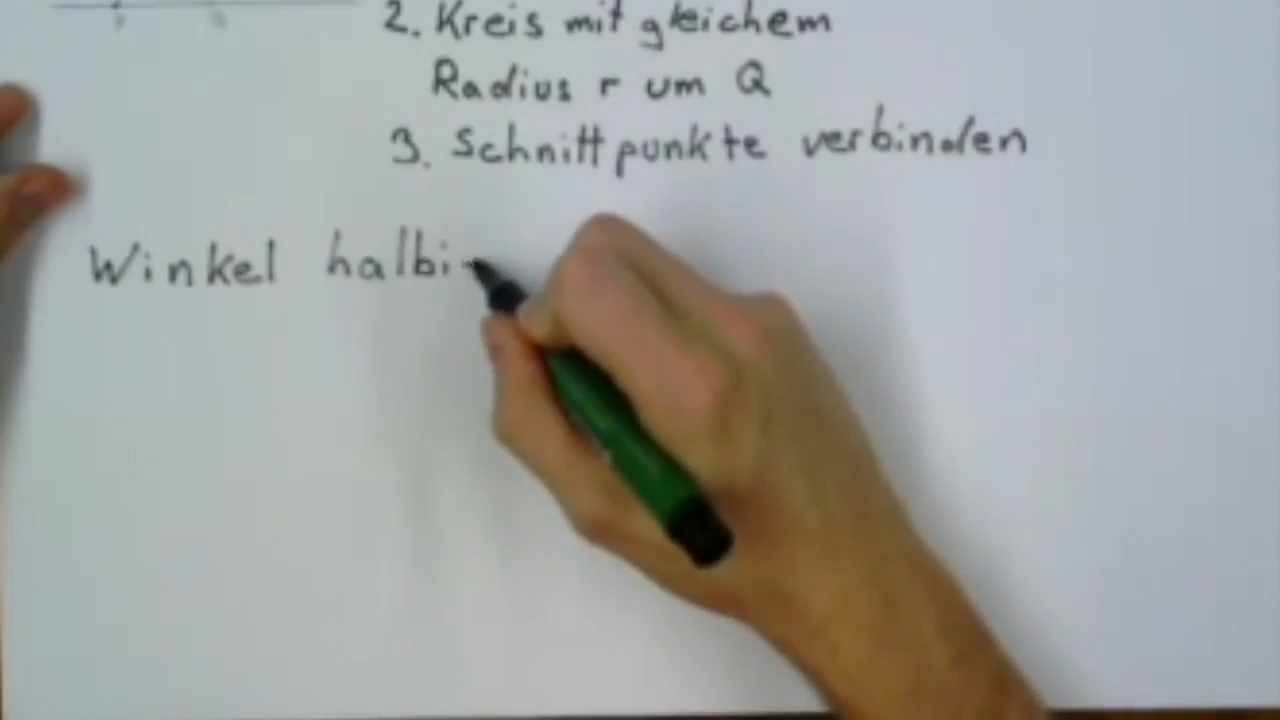 2. Kreis mit gleichem
Radius r um Q
3. Schnittpunkte verbinden
Winkel halbi